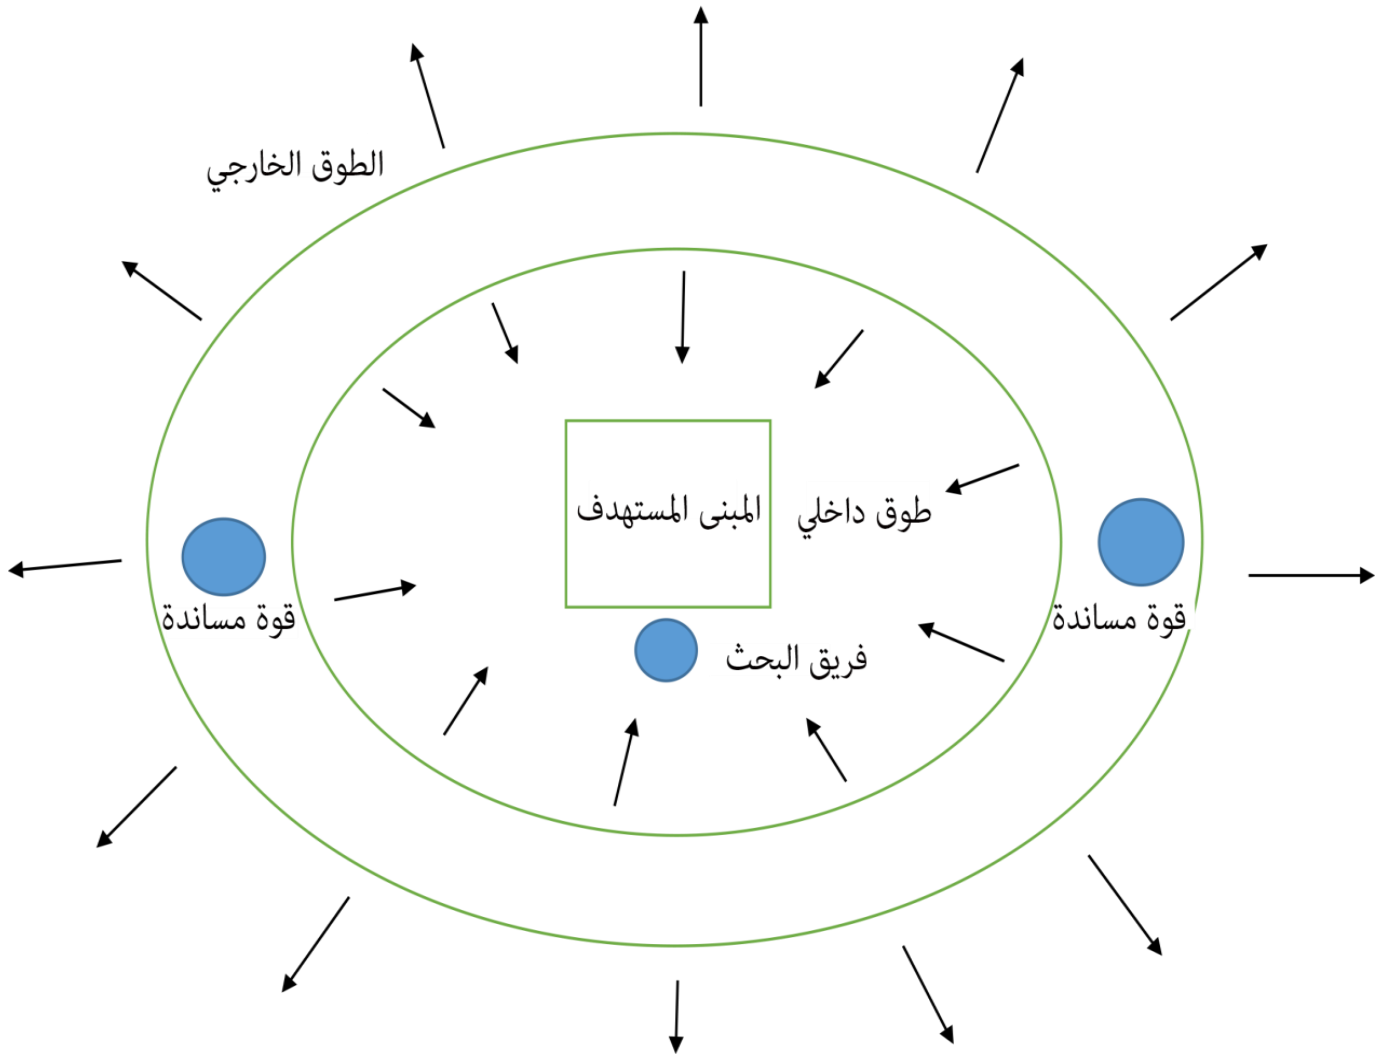 الطوق الخارجي
المبنى المستهدف
طوق داخلي
قوة مساندة
قوة مساندة
فريق البحث